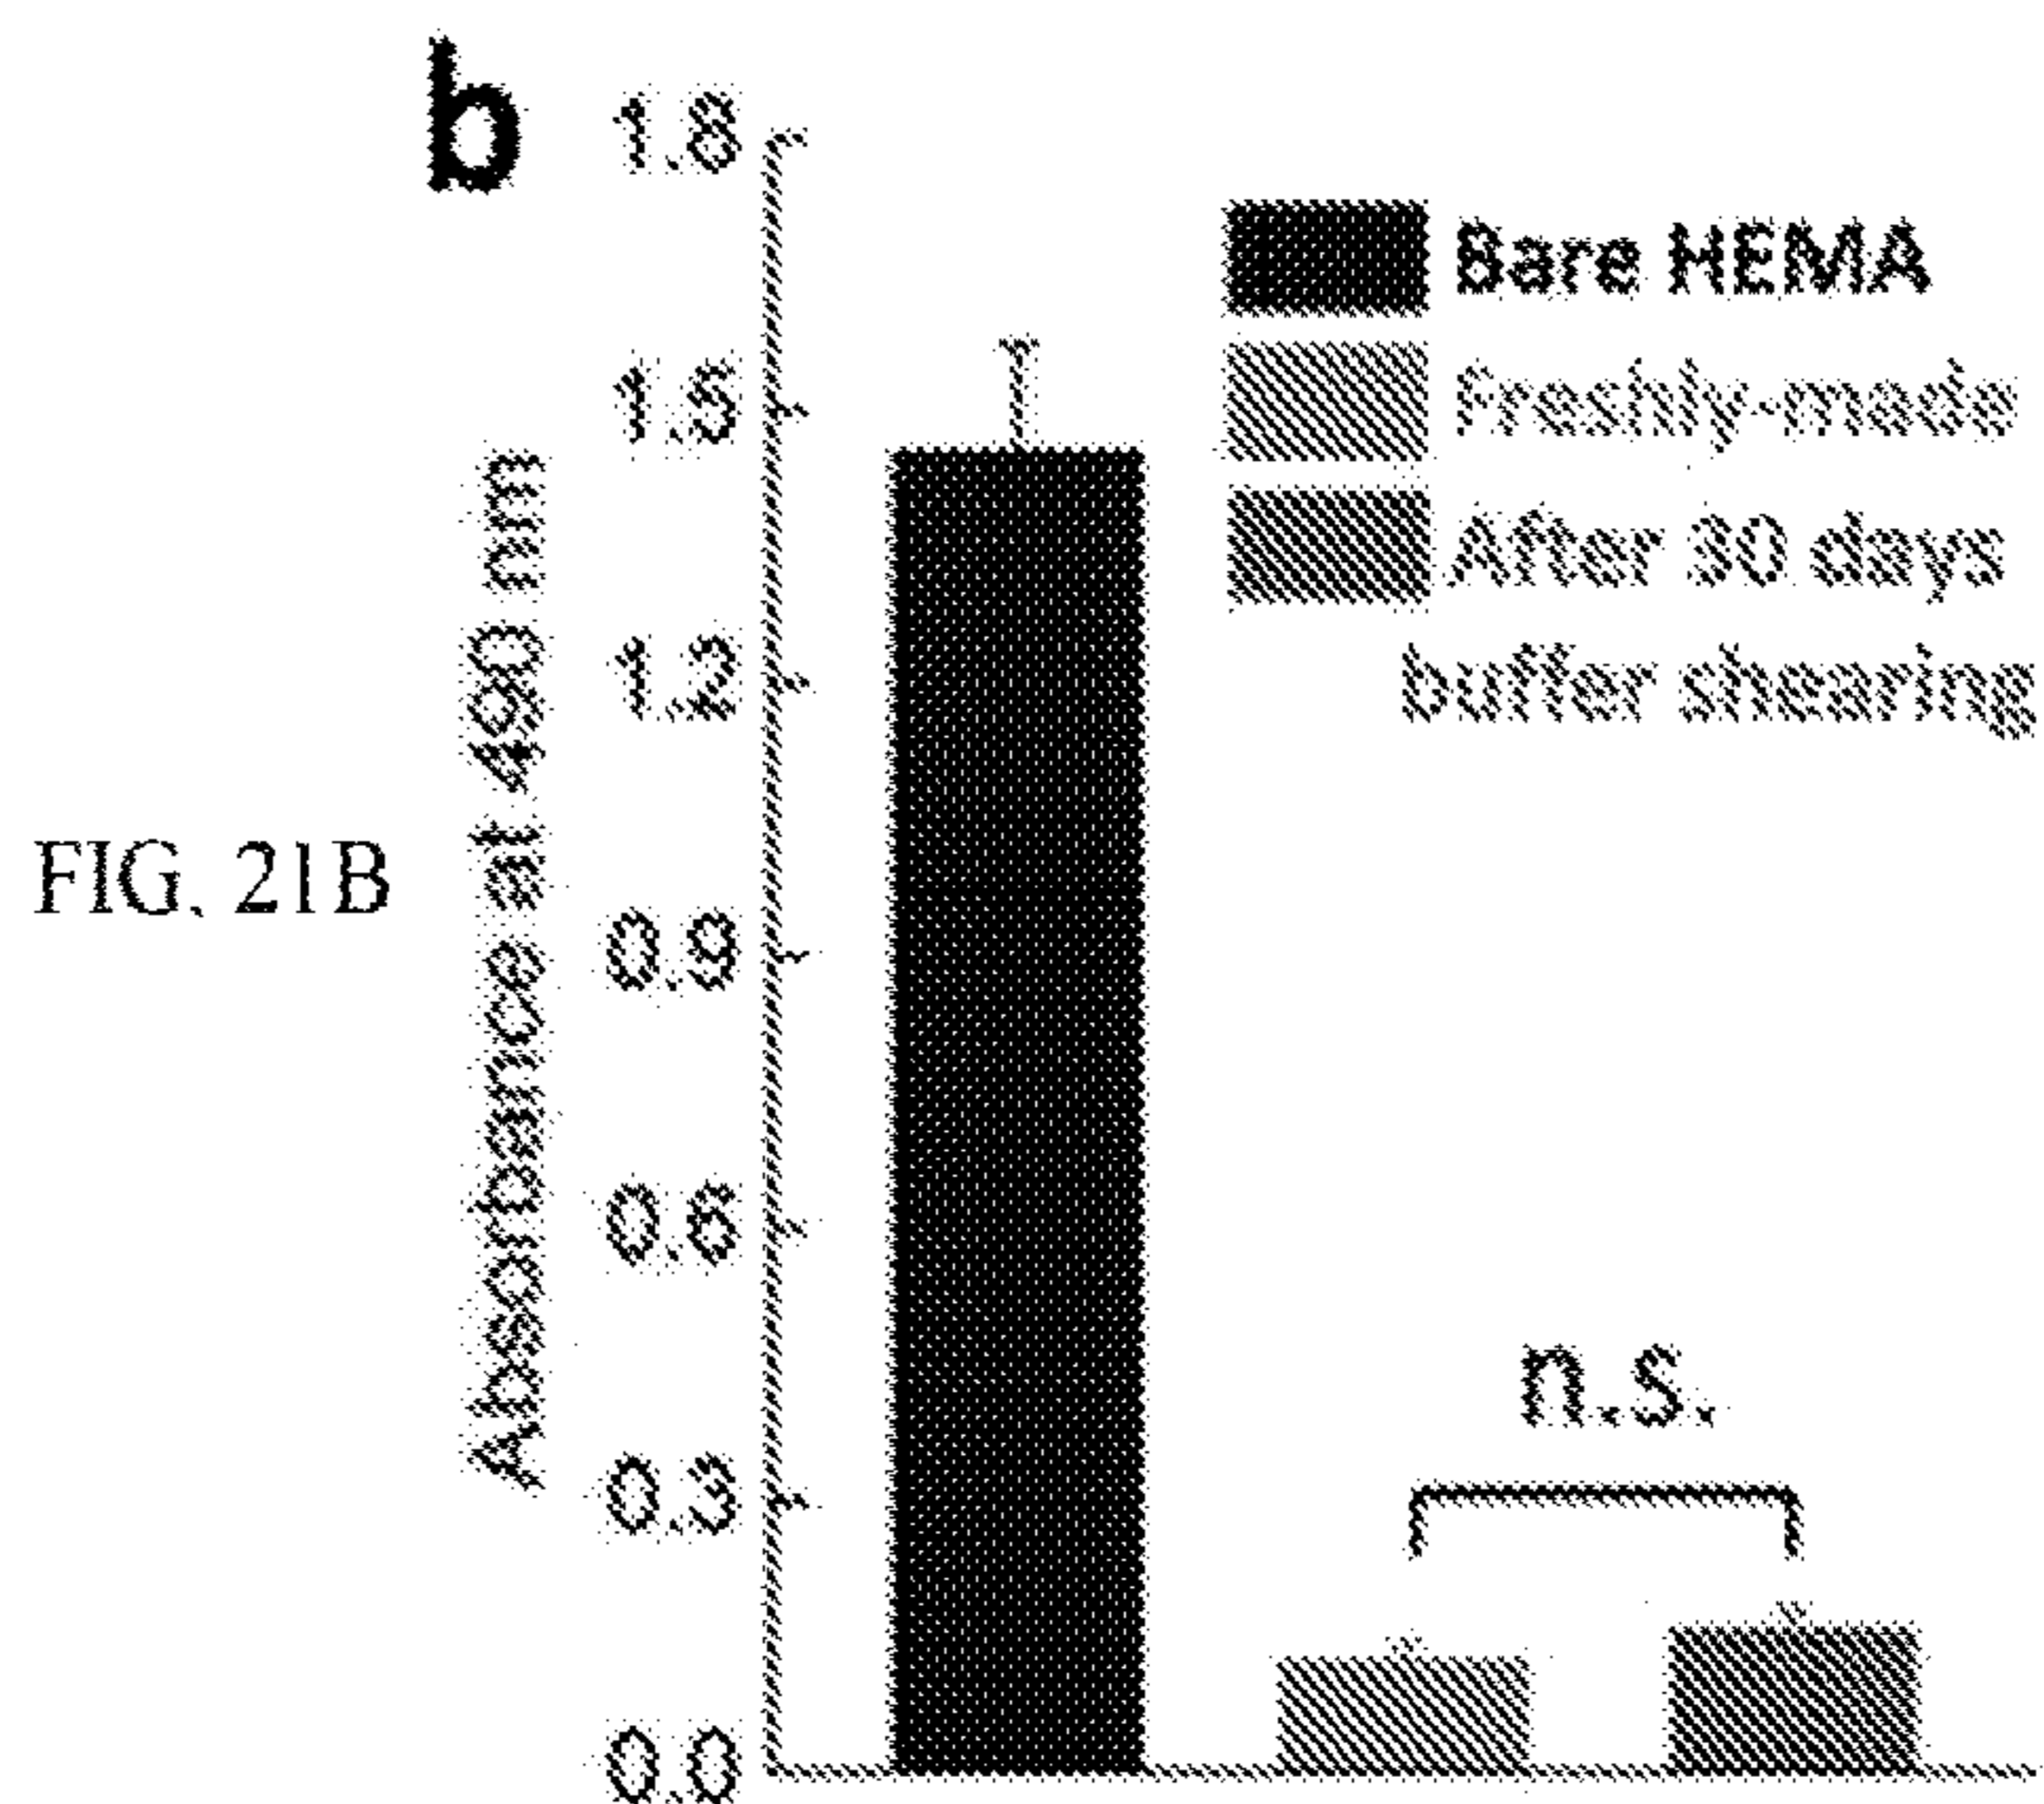 b
1.8
1.5
1.2
0.9
0.6
0.3
0.0
Absorbance at 490 nm
Bare HEMA
Freshly-made
After 30 days
buffer shearing
n.s.
FIG. 21B